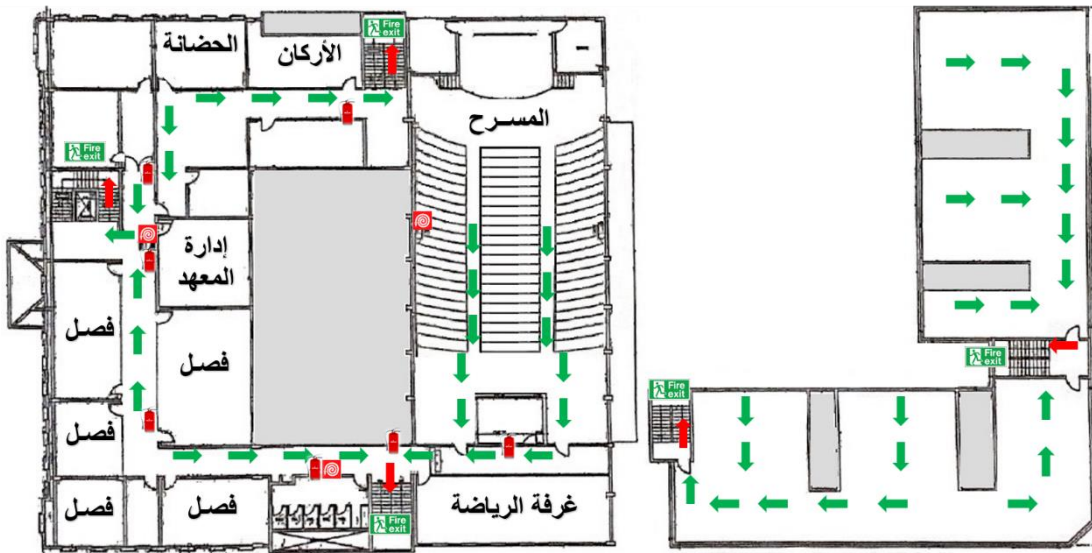 الحضانة
الأركان
Fire
exit
المسـرح
Fire
exit
إدارة
المعهد
فصل
فصل
فصل
فصل
فصل
غرفة الرياضة
Fire
exit
Fire
exit
Fire
exit